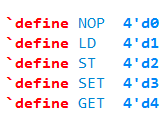 `define NOP  4'd0
`define LD   4'd1
`define ST   4'd2
`define SET  4'd3
`define GET  4'd4